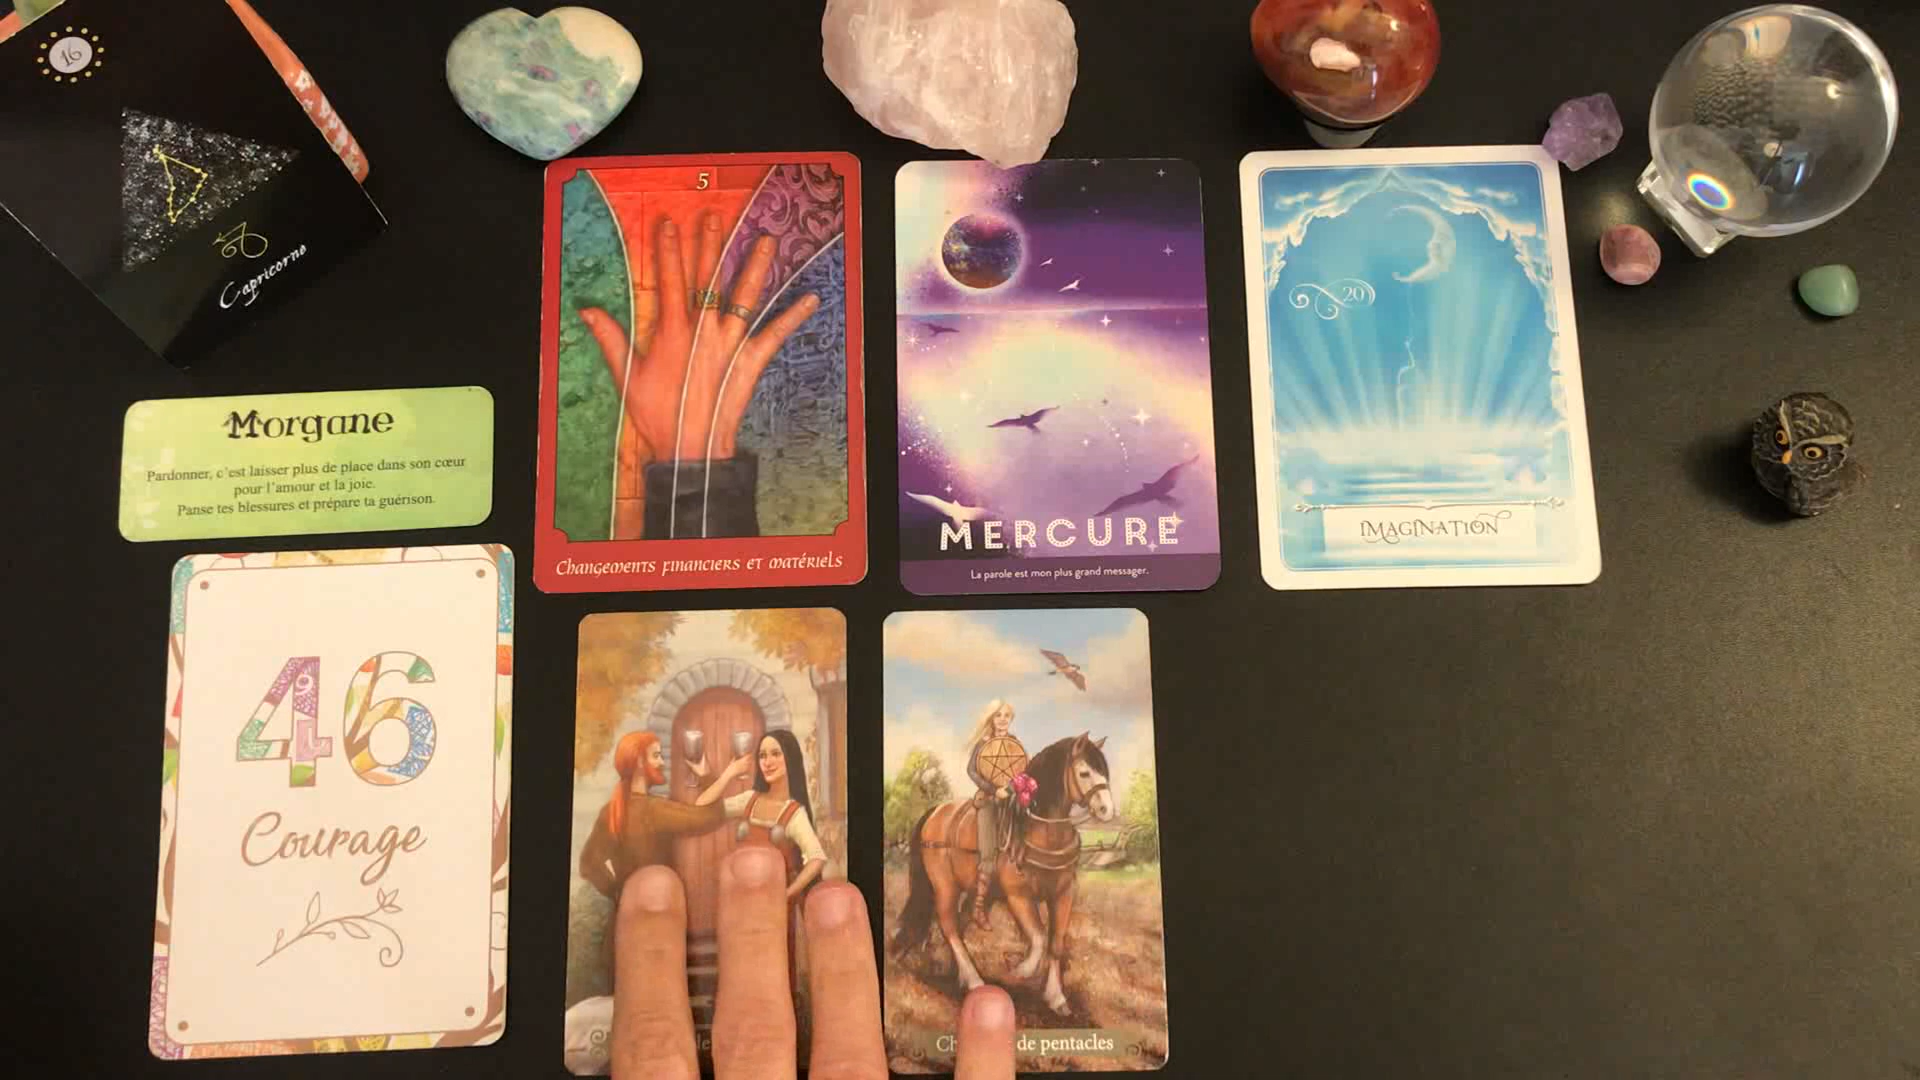 16
Capricorne
5
Changements financiers et matériels
MERCURE
La parole est mon plus grand messager.
20
IMAGINATION
Morgane
Pardonner, c'est laisser plus de place dans son cœur
pour l'amour et la joie.
Panse tes blessures et prépare ta guérison.
46
Courage
de pentacles